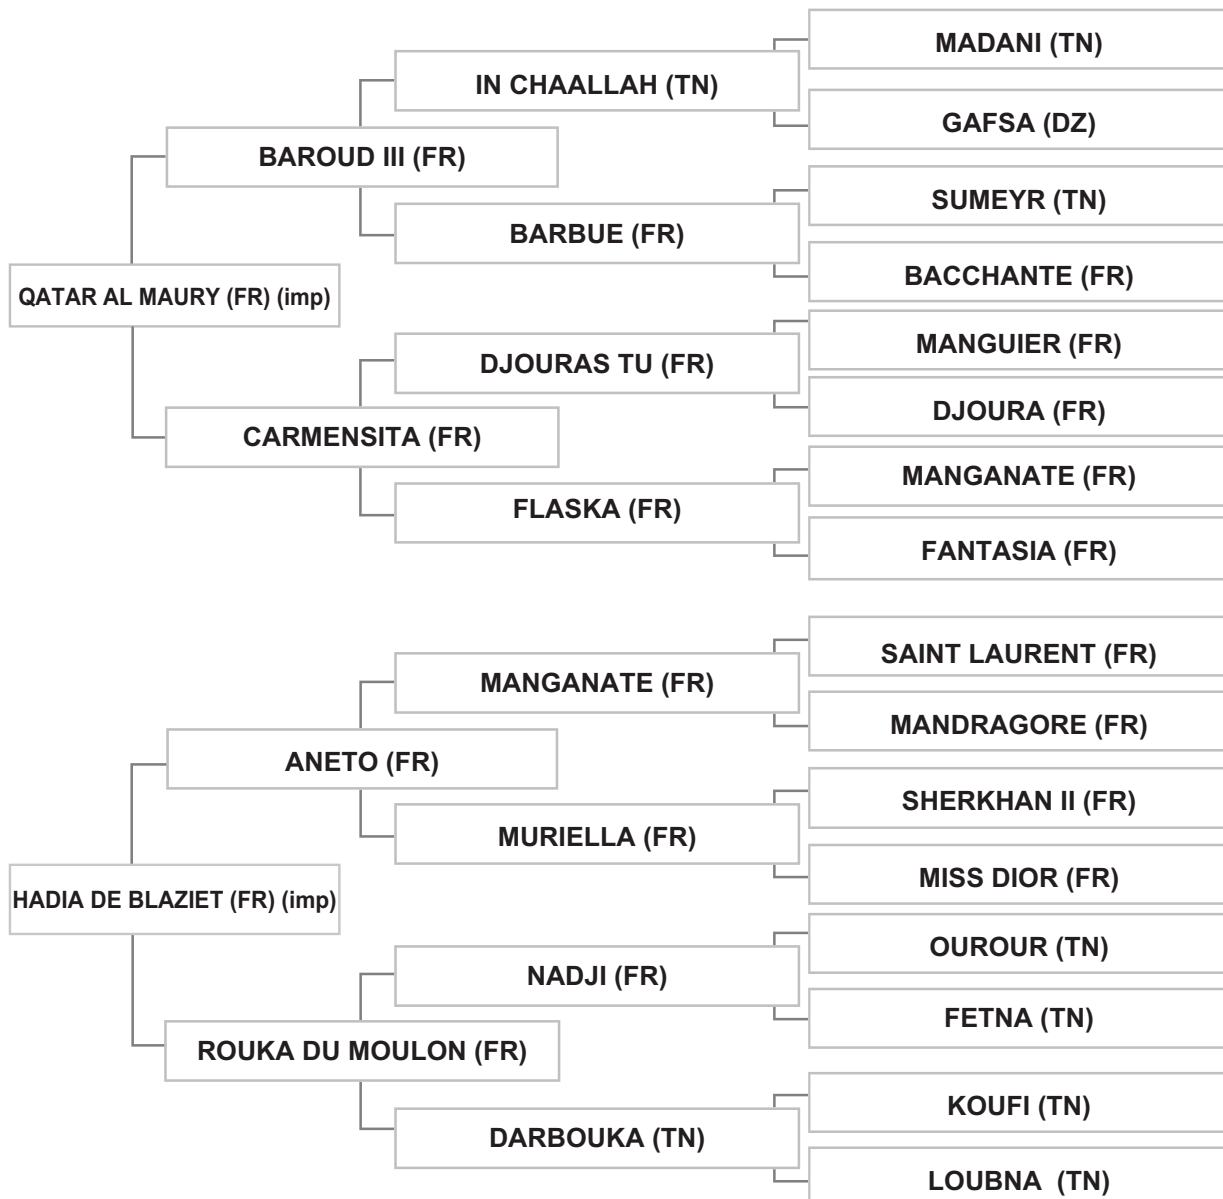 MADANI (TN)
IN CHAALLAH (TN)
GAFSA (DZ)
BAROUD III (FR)
SUMEYR (TN)
BARBUE (FR)
BACCHANTE (FR)
QATAR AL MAURY (FR) (imp)
MANGUIER (FR)
DJOURAS TU (FR)
DJOURA (FR)
CARMENSITA (FR)
MANGANATE (FR)
FLASKA (FR)
FANTASIA (FR)
SAINT LAURENT (FR)
MANGANATE (FR)
MANDRAGORE (FR)
ANETO (FR)
SHERKHAN II (FR)
MURIELLA (FR)
MISS DIOR (FR)
HADIA DE BLAZIET (FR) (imp)
OUROUR (TN)
NADJI (FR)
FETNA (TN)
ROUKA DU MOULON (FR)
KOUFI (TN)
DARBOUKA (TN)
LOUBNA  (TN)